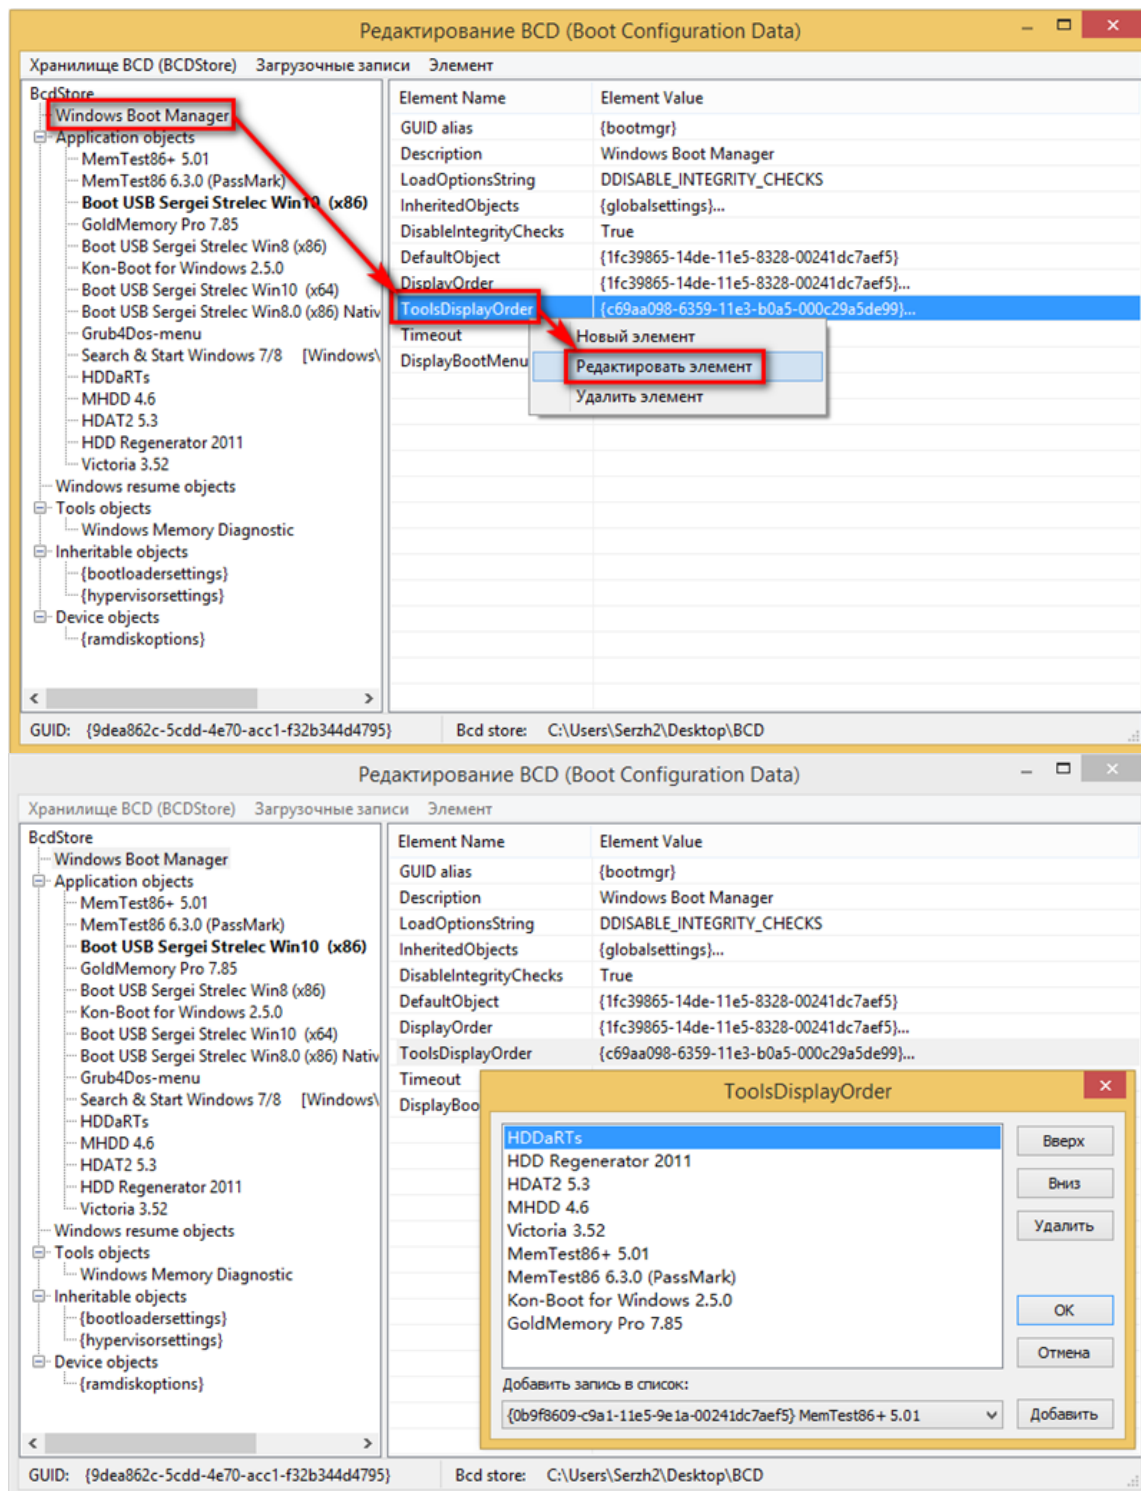 Редактирование BCD (Boot Configuration Data)
Хранилище BCD (BCDStore) Загрузочные записи Элемент
BcdStore
Windows Boot Manager
Application objects
MemTest86+ 5.01
MemTest86 6.3.0 (PassMark)
Boot USB Sergei Strelec Win10 (x86)
GoldMemory Pro 7.85
Boot USB Sergei Strelec Win8 (x86)
Kon-Boot for Windows 2.5.0
Boot USB Sergei Strelec Win10 (x64)
Boot USB Sergei Strelec Win8.0 (x86) Nativ
Grub4Dos-menu
Search & Start Windows 7/8 [Windows\
HDDaRTs
MHDD 4.6
HDAT2 5.3
HDD Regenerator 2011
Victoria 3.52
Windows resume objects
Tools objects
Windows Memory Diagnostic
Inheritable objects
{bootloadersettings}
{hypervisorsettings}
Device objects
{ramdiskoptions}
Element Name Element Value
GUID alias {bootmgr}
Description Windows Boot Manager
LoadOptionsString DDISABLE_INTEGRITY_CHECKS
InheritedObjects {globalsettings}...
DisableIntegrityChecks True
DefaultObject {1fc39865-14de-11e5-8328-00241dc7aef5}
DisplayOrder {1fc39865-14de-11e5-8328-00241dc7aef5}...
ToolsDisplayOrder {c69aa098-6359-11e3-b0a5-000c29a5de99}...
Timeout
DisplayBootMenu
Новый элемент
Редактировать элемент
Удалить элемент
GUID: {9dea862c-5cdd-4e70-acc1-f32b344d4795} Bcd store: C:\Users\Serzh2\Desktop\BCD
Редактирование BCD (Boot Configuration Data)
Хранилище BCD (BCDStore) Загрузочные записи Элемент
BcdStore
Windows Boot Manager
Application objects
MemTest86+ 5.01
MemTest86 6.3.0 (PassMark)
Boot USB Sergei Strelec Win10 (x86)
GoldMemory Pro 7.85
Boot USB Sergei Strelec Win8 (x86)
Kon-Boot for Windows 2.5.0
Boot USB Sergei Strelec Win10 (x64)
Boot USB Sergei Strelec Win8.0 (x86) Nativ
Grub4Dos-menu
Search & Start Windows 7/8 [Windows\
HDDaRTs
MHDD 4.6
HDAT2 5.3
HDD Regenerator 2011
Victoria 3.52
Windows resume objects
Tools objects
Windows Memory Diagnostic
Inheritable objects
{bootloadersettings}
{hypervisorsettings}
Device objects
{ramdiskoptions}
Element Name Element Value
GUID alias {bootmgr}
Description Windows Boot Manager
LoadOptionsString DDISABLE_INTEGRITY_CHECKS
InheritedObjects {globalsettings}...
DisableIntegrityChecks True
DefaultObject {1fc39865-14de-11e5-8328-00241dc7aef5}
DisplayOrder {1fc39865-14de-11e5-8328-00241dc7aef5}...
ToolsDisplayOrder {c69aa098-6359-11e3-b0a5-000c29a5de99}...
Timeout
DisplayBoo
ToolsDisplayOrder
HDDaRTs
HDD Regenerator 2011
HDAT2 5.3
MHDD 4.6
Victoria 3.52
MemTest86+ 5.01
MemTest86 6.3.0 (PassMark)
Kon-Boot for Windows 2.5.0
GoldMemory Pro 7.85
Вверх
Вниз
Удалить
OK
Отмена
Добавить запись в список:
{0b9f8609-c9a1-11e5-9e1a-00241dc7aef5} MemTest86+ 5.01 Добавить
GUID: {9dea862c-5cdd-4e70-acc1-f32b344d4795} Bcd store: C:\Users\Serzh2\Desktop\BCD